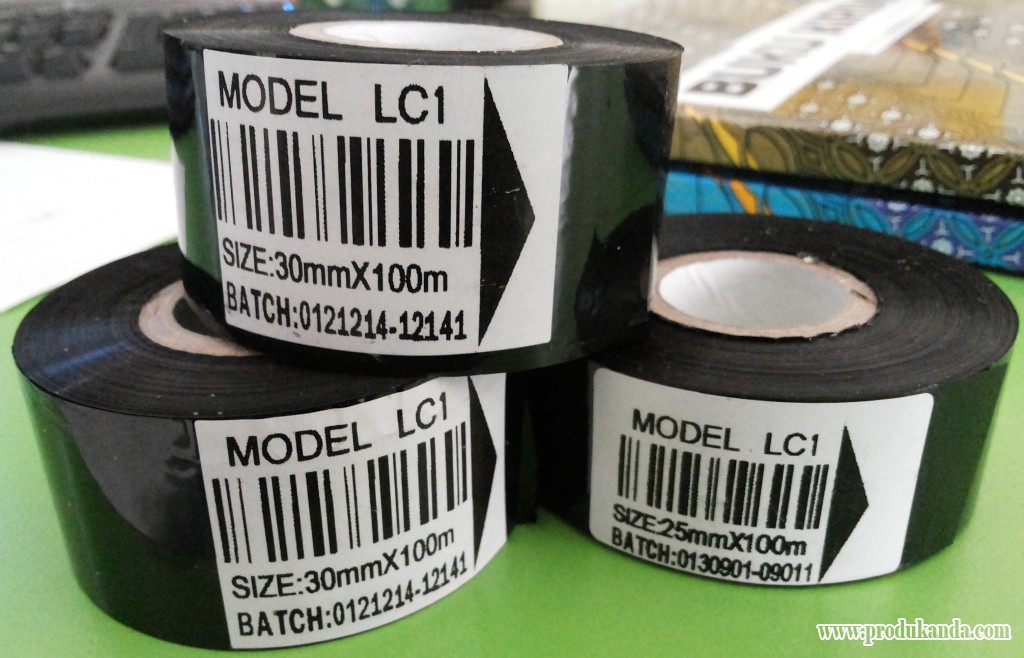 MODEL LC1
SIZE:30mmX100m
BATCH:0121214-12141
MODEL LC1
SIZE:30mmX100m
BATCH:0121214-12141
MODEL LC1
SIZE:25mmX100m
BATCH:0130901-09011
BUKU
www.produkanda.com